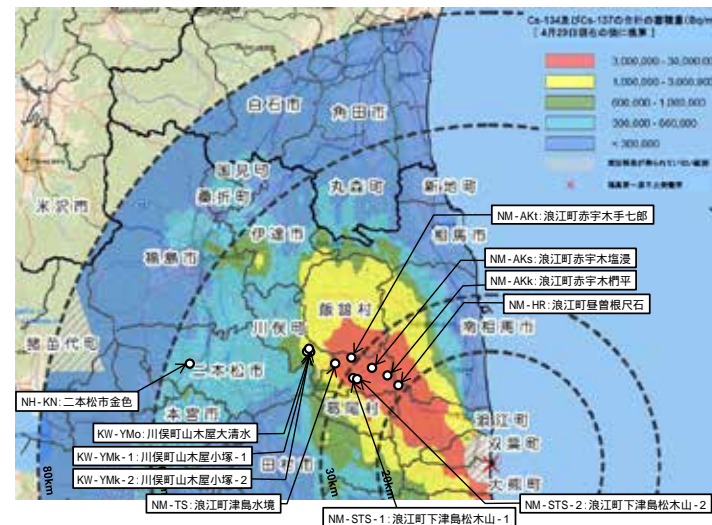 Cs-134及びCs-137の合計の蓄積量(Bq/m
[4月29日現在の値に換算]
3,000,000 - 30,000,00
1,000,000 - 3,000,000
600,000 - 1,000,000
300,000 - 600,000
< 300,000
白石市
角田市
国見町
桑折町
丸森町
新地町
米沢市
伊達市
相馬市
福島市
NM-AKt:浪江町赤宇木手七郎
NM-AKs:浪江町赤宇木塩浸
NM-AKk:浪江町赤宇木椚平
NM-HR:浪江町昼曽根尺石
飯舘村
川俣町
南相馬市
猪苗代町
二本松市
NH-KN:二本松市金色
本宮市
葛尾村
浪江町
双葉町
大熊町
田村市
KW-YMo:川俣町山木屋大清水
KW-YMk-1:川俣町山木屋小塚-1
KW-YMk-2:川俣町山木屋小塚-2
NM-TS:浪江町津島水境
NM-STS-1:浪江町下津島松木山-1
NM-STS-2:浪江町下津島松木山-2
80km
30km
20km